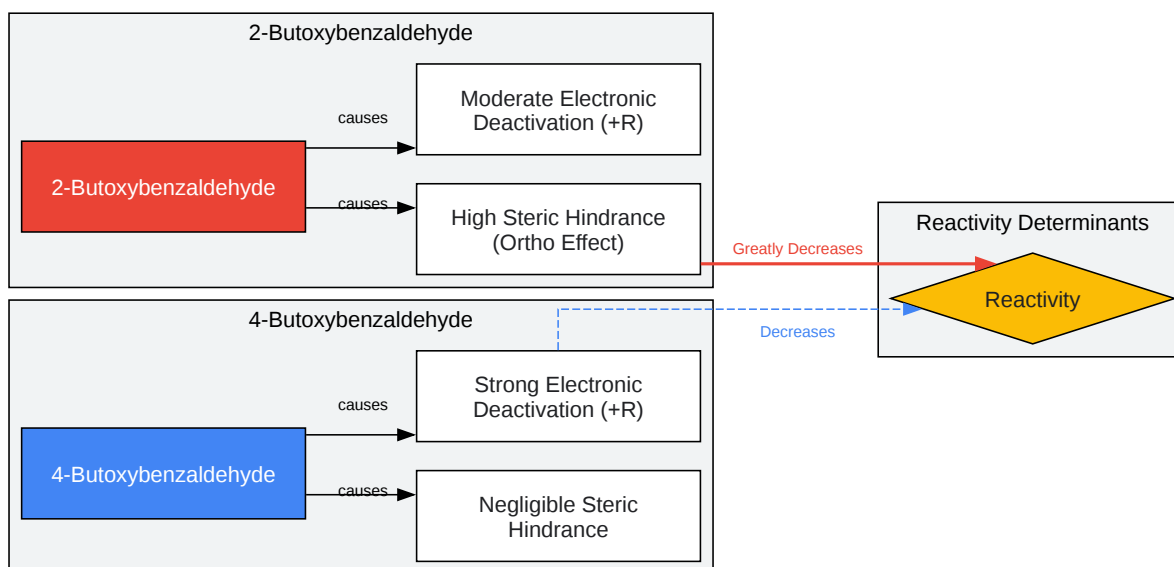 2-Butoxybenzaldehyde
Moderate Electronic
Deactivation (+R)
causes
2-Butoxybenzaldehyde
causes
High Steric Hindrance
(Ortho Effect)
Greatly Decreases
Reactivity Determinants
Reactivity
4-Butoxybenzaldehyde
Decreases
Strong Electronic
Deactivation (+R)
causes
4-Butoxybenzaldehyde
causes
Negligible Steric
Hindrance